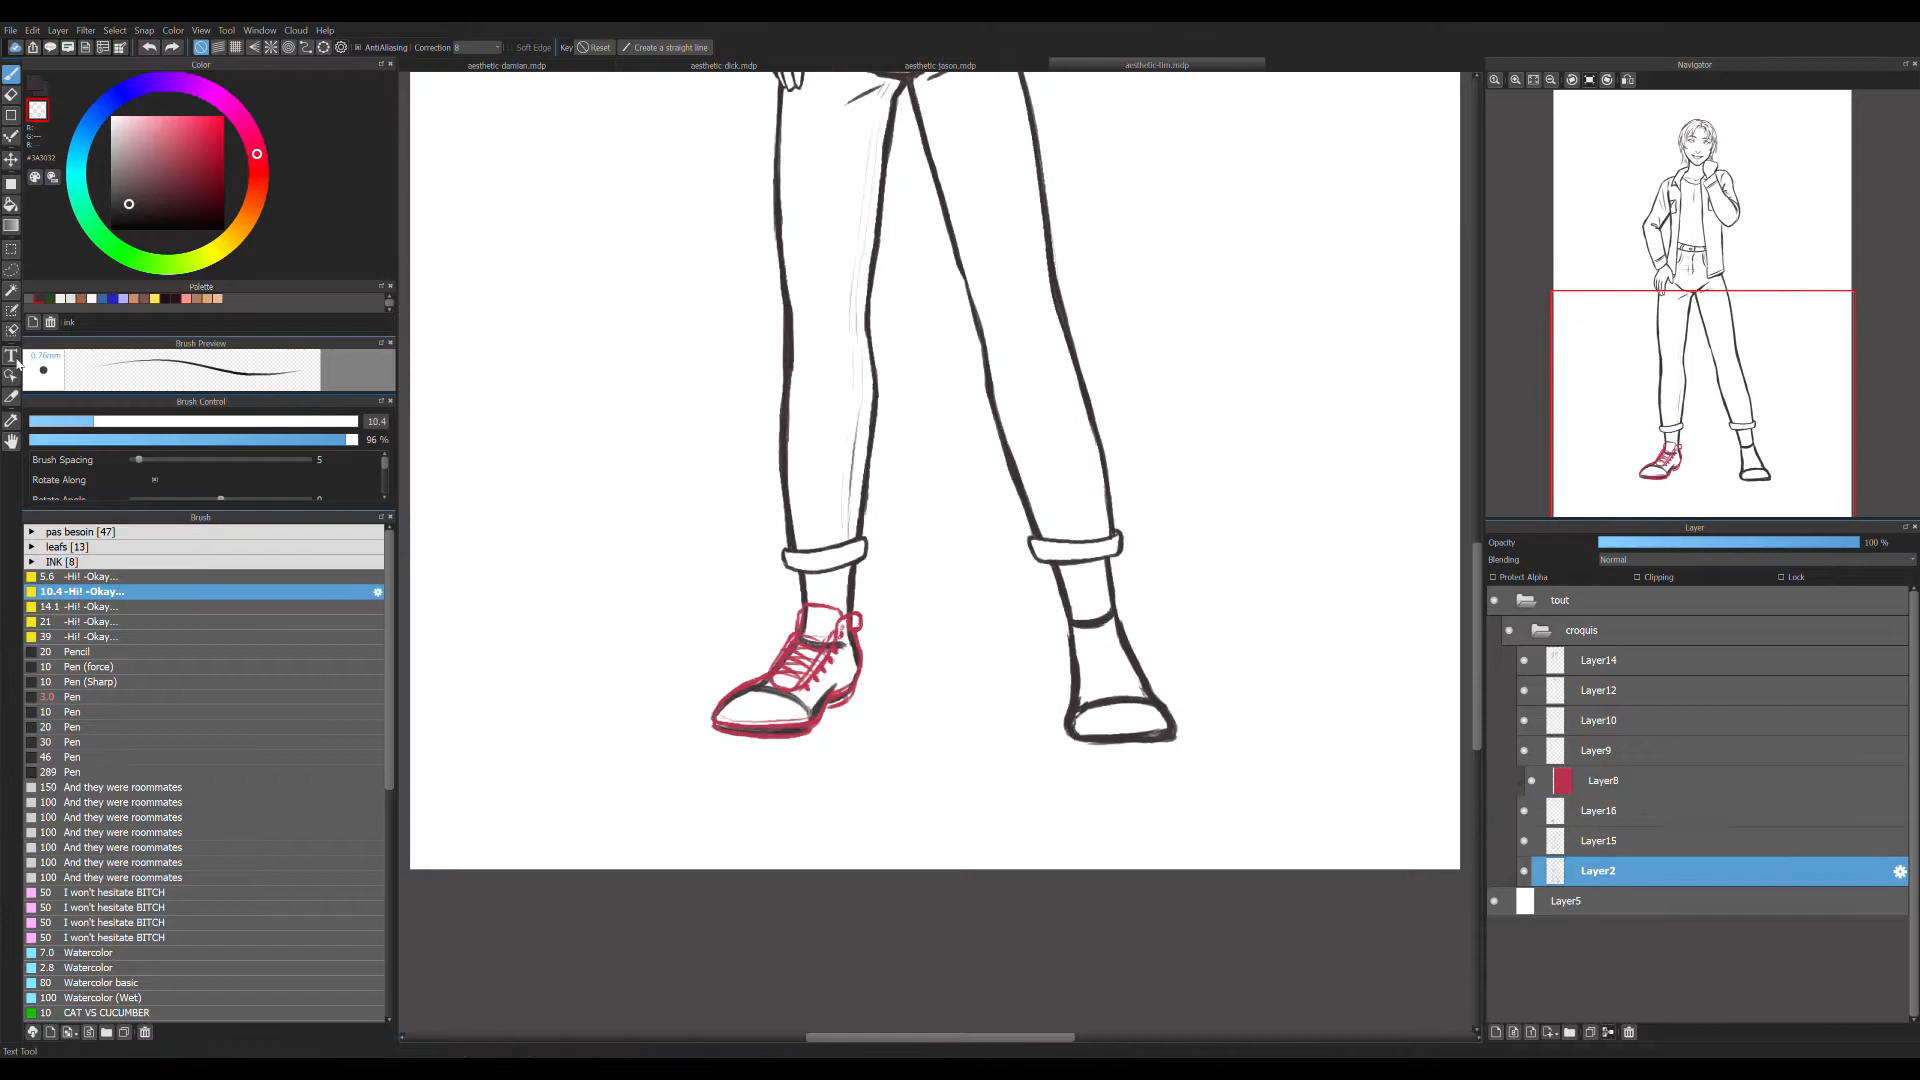 File Edit Layer Filter Select Snap Color View Tool Window Cloud Help
AntiAliasing Correction 8 Soft Edge Key Reset Create a straight line
Color
aesthetic damian.mdp aesthetic dick.mdp aesthetic jason.mdp aesthetic-tim.mdp
Navigator
R:
G:---
B:
#3A3032
Palette
ink
Brush Preview
0.76mm
Brush Control
10.4
96 %
Brush Spacing 5
Rotate Along
Rotate Angle 0
Brush
pas besoin [47]
leafs [13]
INK [8]
5.6 -Hi! -Okay...
10.4 -Hi! -Okay...
14.1 -Hi! -Okay...
21 -Hi! -Okay...
39 -Hi! -Okay...
20 Pencil
10 Pen (force)
10 Pen (Sharp)
3.0 Pen
10 Pen
20 Pen
30 Pen
46 Pen
289 Pen
150 And they were roommates
100 And they were roommates
100 And they were roommates
100 And they were roommates
100 And they were roommates
100 And they were roommates
100 And they were roommates
50 I won't hesitate BITCH
50 I won't hesitate BITCH
50 I won't hesitate BITCH
50 I won't hesitate BITCH
7.0 Watercolor
2.8 Watercolor
80 Watercolor basic
100 Watercolor (Wet)
10 CAT VS CUCUMBER
Text Tool
Layer
Opacity 100 %
Blending Normal
Protect Alpha Clipping Lock
tout
croquis
Layer14
Layer12
Layer10
Layer9
Layer8
Layer16
Layer15
Layer2
Layer5